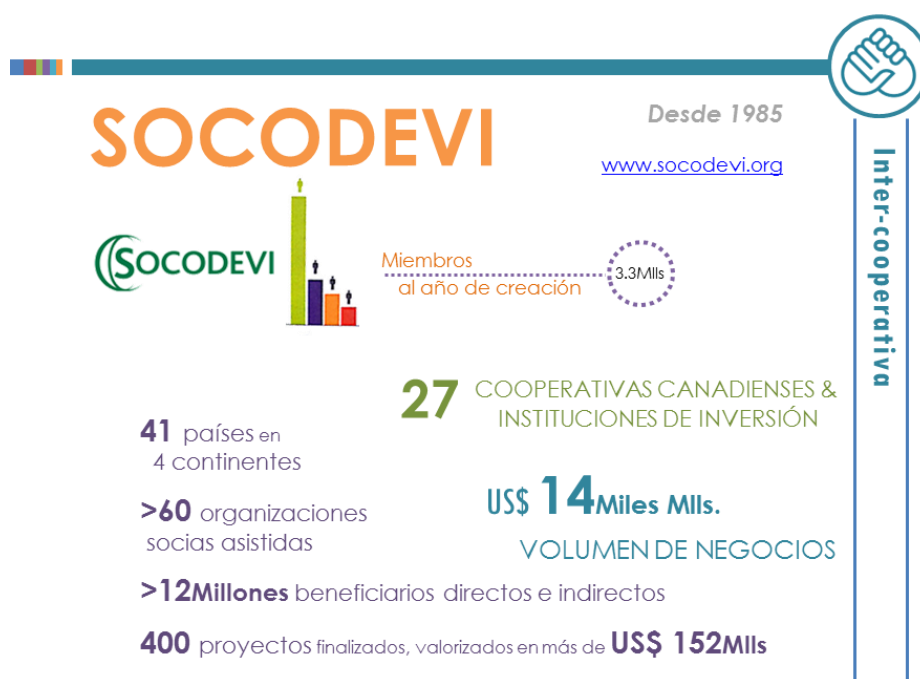 SOCODEVI
Desde 1985
www.socodevi.org
SOCODEVI
Miembros
al año de creación
3.3Mlls
27 COOPERATIVAS CANADIENSES &
INSTITUCIONES DE INVERSIÓN
41 países en
4 continentes
>60 organizaciones
socias asistidas
US$ 14Miles Mlls.
VOLUMEN DE NEGOCIOS
>12Millones beneficiarios directos e indirectos
400 proyectos finalizados, valorizados en más de US$ 152Mlls
Inter-cooperativa